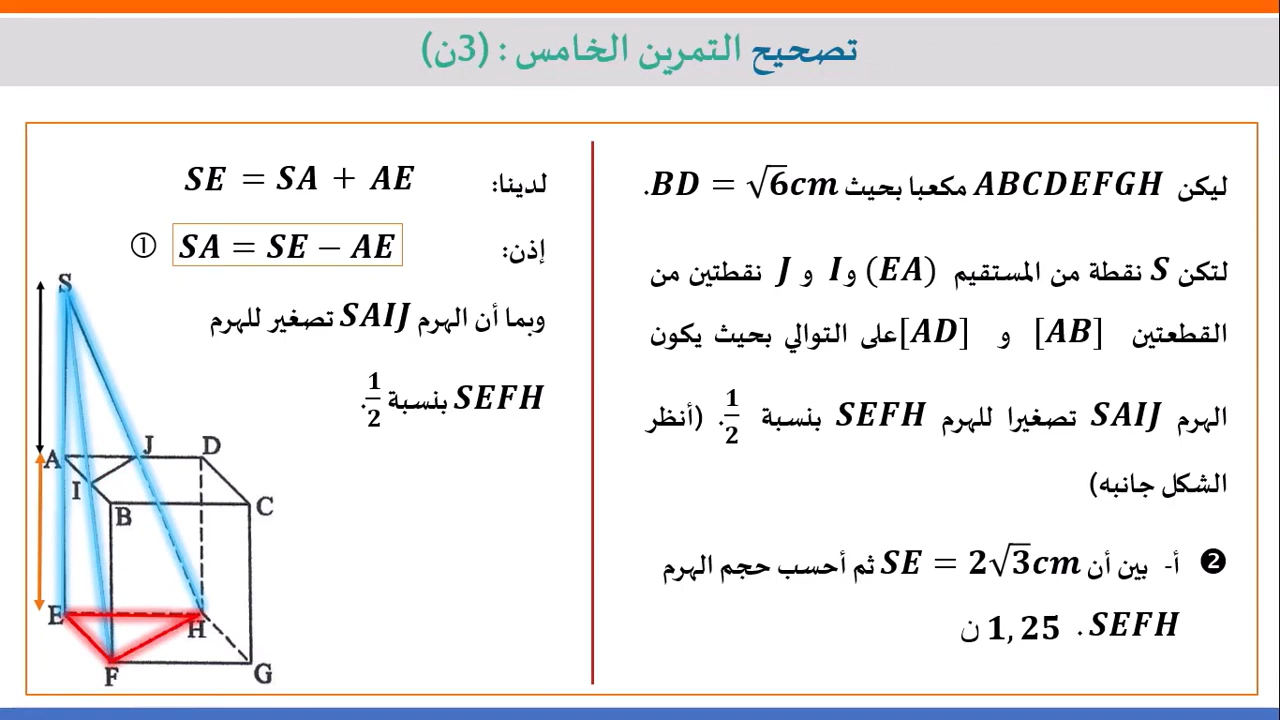 تصحيح التمرين الخامس : (3ن)
ليكن ABCDEFGH مكعبا بحيث BD = √6cm.
لتكن S نقطة من المستقيم (EA) و I و J نقطتين من
القطعتين [AB] و [AD] على التوالي بحيث يكون
الهرم SAIJ تصغيرا للهرم SEFH بنسبة 1/2. (أنظر
الشكل جانبه)
❷ أ- بين أن SE = 2√3cm ثم أحسب حجم الهرم
SEFH. 1,25 ن
لدينا: SE = SA + AE
إذن: SA = SE − AE ①
وبما أن الهرم SAIJ تصغير للهرم
SEFH بنسبة 1/2.
S
A J D
I
B C
E H
F G